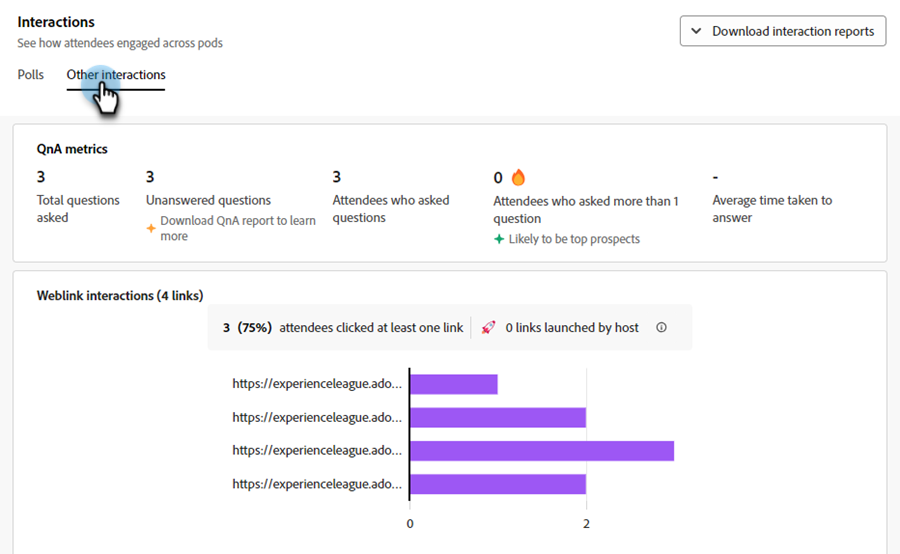 Interactions
See how attendees engaged across pods
Download interaction reports
Polls
Other interactions
QnA metrics
3
Total questions
asked
3
Unanswered questions
Download QnA report to learn
more
3
Attendees who asked
questions
0
Attendees who asked more than 1
question
Likely to be top prospects
-
Average time taken to
answer
Weblink interactions (4 links)
3 (75%) attendees clicked at least one link
0 links launched by host
https://experienceleague.ado...
https://experienceleague.ado...
https://experienceleague.ado...
https://experienceleague.ado...
0
2